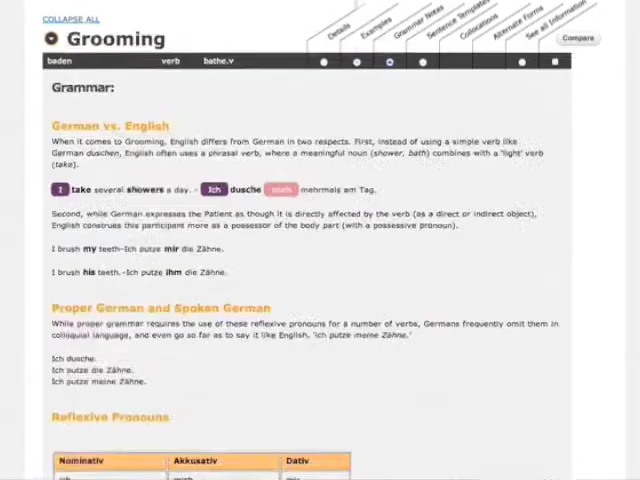 COLLAPSE ALL
Grooming
Details
Examples
Grammar Notes
Sentence Templates
Collocations
Alternate Forms
See all Information
Compare
baden verb bathe.v
Grammar:
German vs. English
When it comes to Grooming, English differs from German in two respects. First, instead of using a simple verb like
German duschen, English often uses a phrasal verb, where a meaningful noun (shower, bath) combines with a 'light' verb
(take).
I take several showers a day. - Ich dusche mich mehrmals am Tag.
Second, while German expresses the Patient as though it is directly affected by the verb (as a direct or indirect object),
English construes this participant more as a possessor of the body part (with a possessive pronoun).
I brush my teeth-Ich putze mir die Zähne.
I brush his teeth.-Ich putze ihm die Zähne.
Proper German and Spoken German
While proper grammar requires the use of these reflexive pronouns for a number of verbs, Germans frequently omit them in
colloquial language, and even go so far as to say it like English, 'ich putze meine Zähne.'
Ich dusche.
Ich putze die Zähne.
Ich putze meine Zähne.
Reflexive Pronouns
Nominativ Akkusativ Dativ
ich mich mir